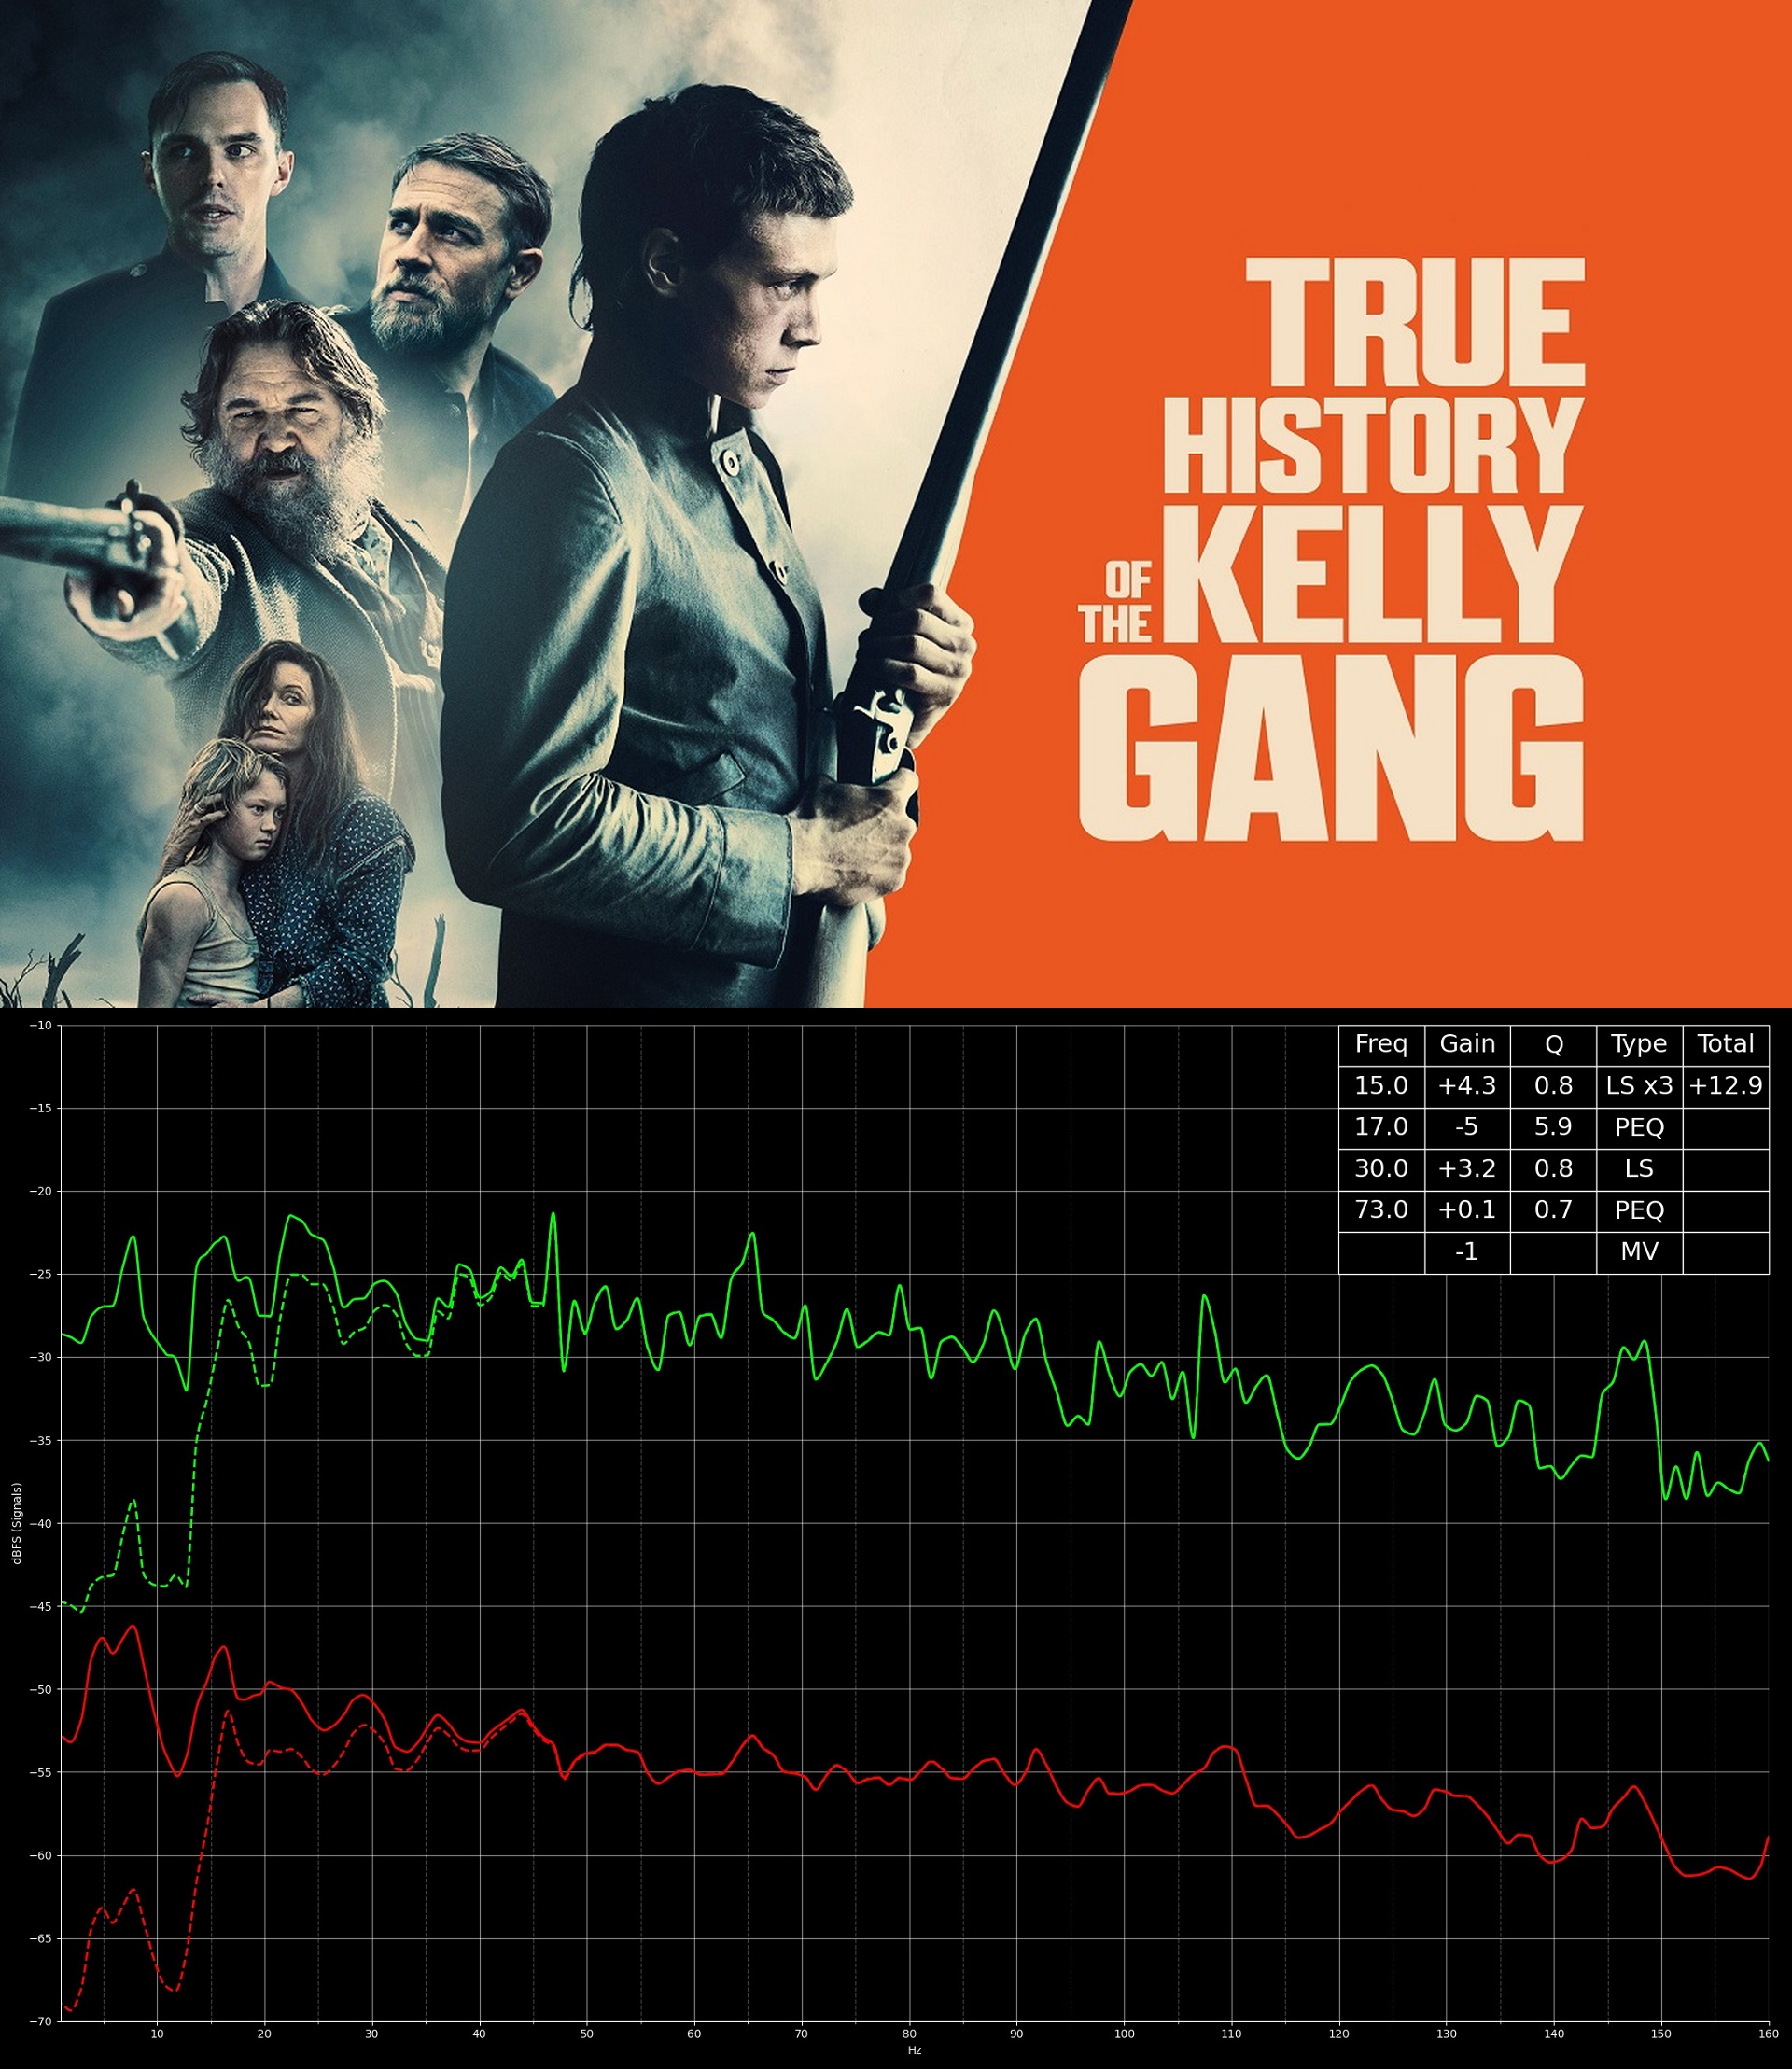 TRUE
HISTORY
OF THE KELLY
GANG
Freq Gain Q Type Total
15.0 +4.3 0.8 LS x3 +12.9
17.0 -5 5.9 PEQ
30.0 +3.2 0.8 LS
73.0 +0.1 0.7 PEQ
-1 MV
−10
−15
−20
−25
−30
−35
−40
−45
−50
−55
−60
−65
−70
dBFS (Signals)
10 20 30 40 50 60 70 80 90 100 110 120 130 140 150 160
Hz